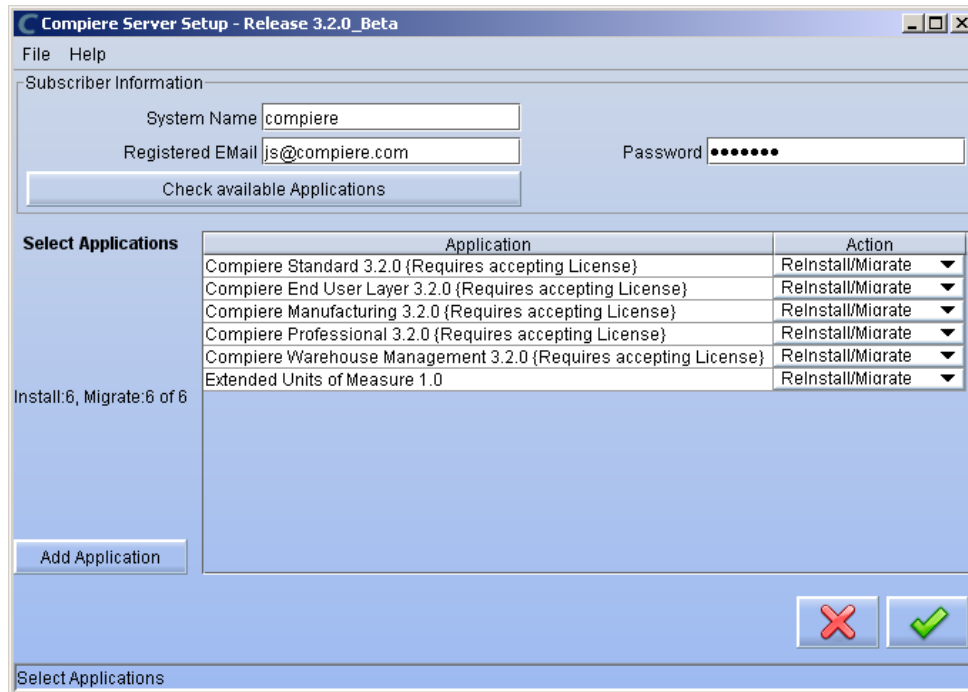 Compiere Server Setup - Release 3.2.0_Beta
File Help
Subscriber Information
System Name compiere
Registered EMail js@compiere.com Password •••••••
Check available Applications
Select Applications Application Action
Compiere Standard 3.2.0 {Requires accepting License} ReInstall/Migrate
Compiere End User Layer 3.2.0 {Requires accepting License} ReInstall/Migrate
Compiere Manufacturing 3.2.0 {Requires accepting License} ReInstall/Migrate
Compiere Professional 3.2.0 {Requires accepting License} ReInstall/Migrate
Compiere Warehouse Management 3.2.0 {Requires accepting License} ReInstall/Migrate
Extended Units of Measure 1.0 ReInstall/Migrate
Install:6, Migrate:6 of 6
Add Application
Select Applications